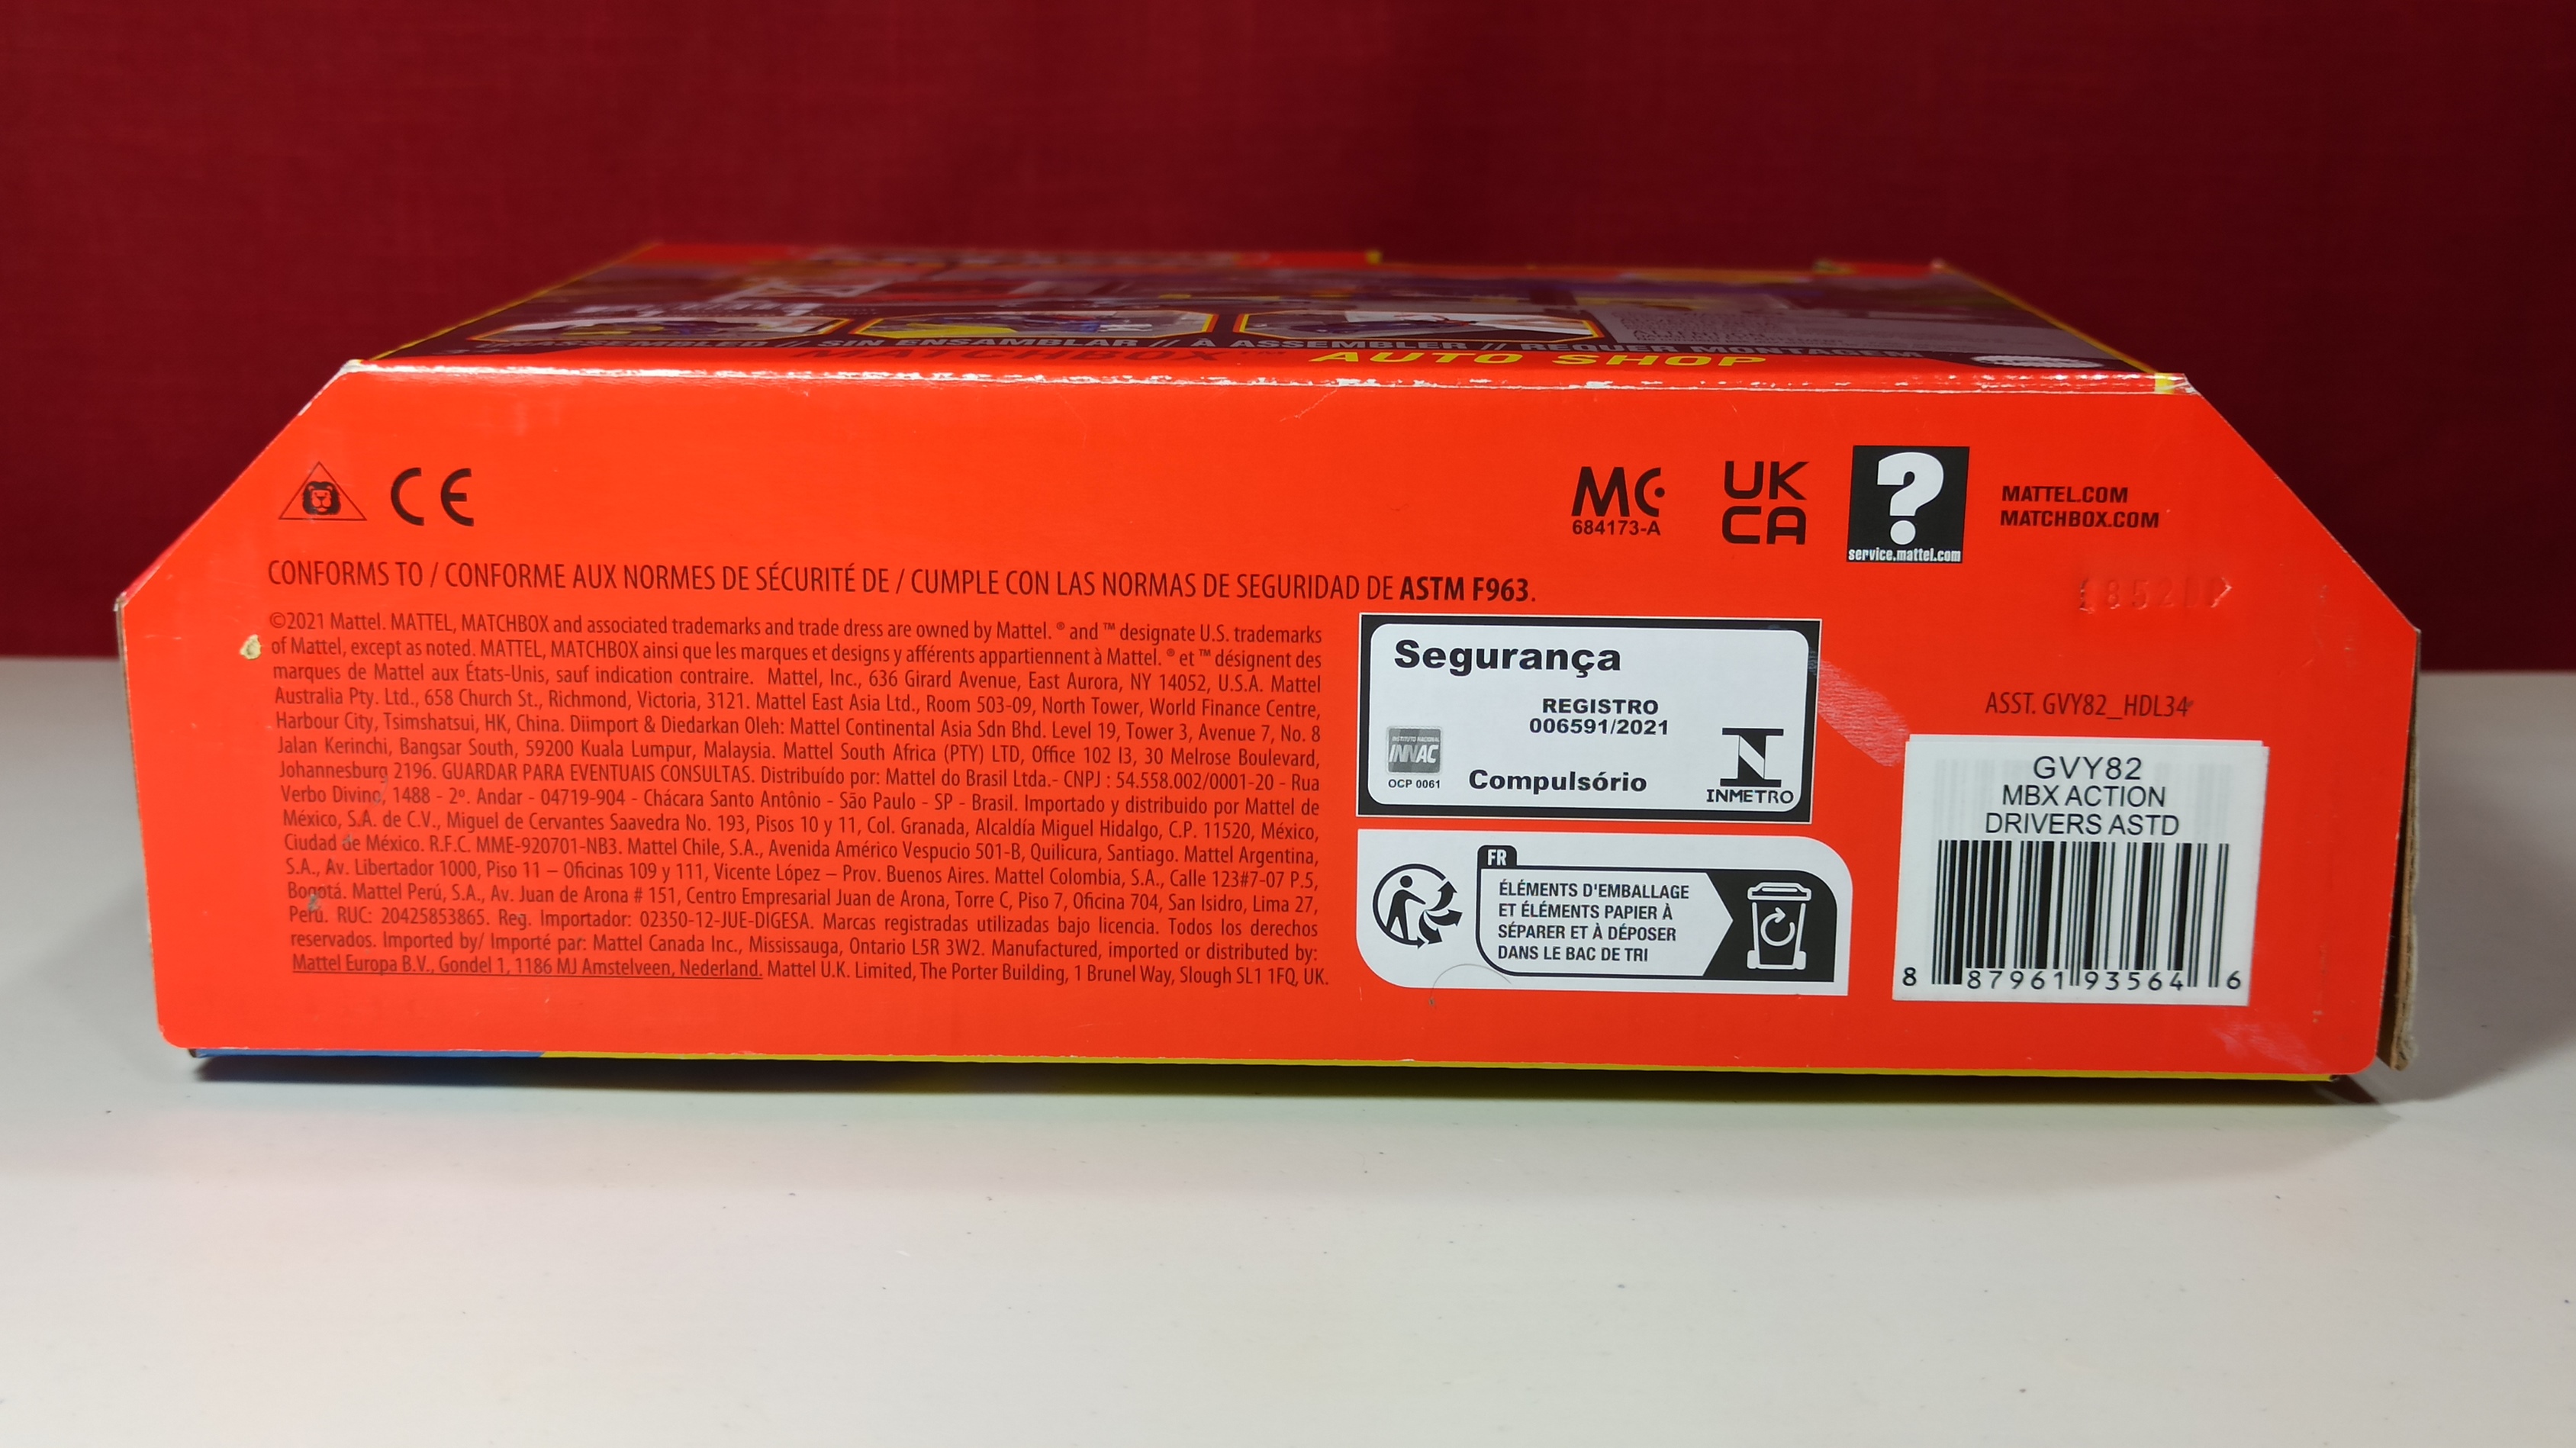 UNASSEMBLED // SIN ENSAMBLAR // À ASSEMBLER // REQUER MONTAGEM
MATCHBOX™ AUTO SHOP
CE
MC
684173-A
UK
CA
?
service.mattel.com
MATTEL.COM
MATCHBOX.COM
CONFORMS TO / CONFORME AUX NORMES DE SÉCURITÉ DE / CUMPLE CON LAS NORMAS DE SEGURIDAD DE ASTM F963.
©2021 Mattel. MATTEL, MATCHBOX and associated trademarks and trade dress are owned by Mattel. ® and ™ designate U.S. trademarks
of Mattel, except as noted. MATTEL, MATCHBOX ainsi que les marques et designs y afférents appartiennent à Mattel. ® et ™ désignent des
marques de Mattel aux États-Unis, sauf indication contraire. Mattel, Inc., 636 Girard Avenue, East Aurora, NY 14052, U.S.A. Mattel
Australia Pty. Ltd., 658 Church St., Richmond, Victoria, 3121. Mattel East Asia Ltd., Room 503-09, North Tower, World Finance Centre,
Harbour City, Tsimshatsui, HK, China. Diimport & Diedarkan Oleh: Mattel Continental Asia Sdn Bhd. Level 19, Tower 3, Avenue 7, No. 8
Jalan Kerinchi, Bangsar South, 59200 Kuala Lumpur, Malaysia. Mattel South Africa (PTY) LTD, Office 102 I3, 30 Melrose Boulevard,
Johannesburg 2196. GUARDAR PARA EVENTUAIS CONSULTAS. Distribuído por: Mattel do Brasil Ltda.- CNPJ : 54.558.002/0001-20 - Rua
Verbo Divino, 1488 - 2º. Andar - 04719-904 - Chácara Santo Antônio - São Paulo - SP - Brasil. Importado y distribuido por Mattel de
México, S.A. de C.V., Miguel de Cervantes Saavedra No. 193, Pisos 10 y 11, Col. Granada, Alcaldía Miguel Hidalgo, C.P. 11520, México,
Ciudad de México. R.F.C. MME-920701-NB3. Mattel Chile, S.A., Avenida Américo Vespucio 501-B, Quilicura, Santiago. Mattel Argentina,
S.A., Av. Libertador 1000, Piso 11 – Oficinas 109 y 111, Vicente López – Prov. Buenos Aires. Mattel Colombia, S.A., Calle 123#7-07 P.5,
Bogotá. Mattel Perú, S.A., Av. Juan de Arona # 151, Centro Empresarial Juan de Arona, Torre C, Piso 7, Oficina 704, San Isidro, Lima 27,
Perú. RUC: 20425853865. Reg. Importador: 02350-12-JUE-DIGESA. Marcas registradas utilizadas bajo licencia. Todos los derechos
reservados. Imported by/ Importé par: Mattel Canada Inc., Mississauga, Ontario L5R 3W2. Manufactured, imported or distributed by:
Mattel Europa B.V., Gondel 1, 1186 MJ Amstelveen, Nederland. Mattel U.K. Limited, The Porter Building, 1 Brunel Way, Slough SL1 1FQ, UK.
Segurança
REGISTRO
006591/2021
INNAC
OCP 0061
Compulsório
INMETRO
FR
ÉLÉMENTS D'EMBALLAGE
ET ÉLÉMENTS PAPIER À
SÉPARER ET À DÉPOSER
DANS LE BAC DE TRI
ASST. GVY82_HDL34
GVY82
MBX ACTION
DRIVERS ASTD
8 87961 93564 6